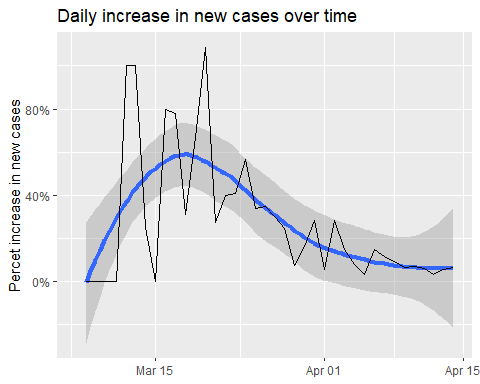 Daily increase in new cases over time
Percet increase in new cases
80%
40%
0%
Mar 15
Apr 01
Apr 15